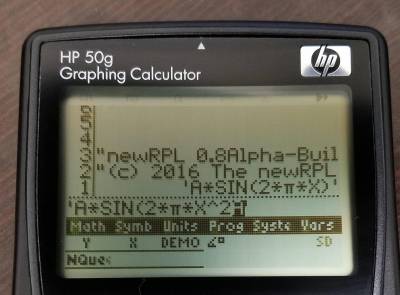 HP 50g
Graphing Calculator
hp
8
5
4
3 "newRPL 0.8Alpha-Buil
2 "(c) 2016 The newRPL
1 'A*SIN(2*π*X)'
'A*SIN(2*π*X^2
Math Symb Units Prog Syste Vars
Y X DEMO ∡° SD
NQue